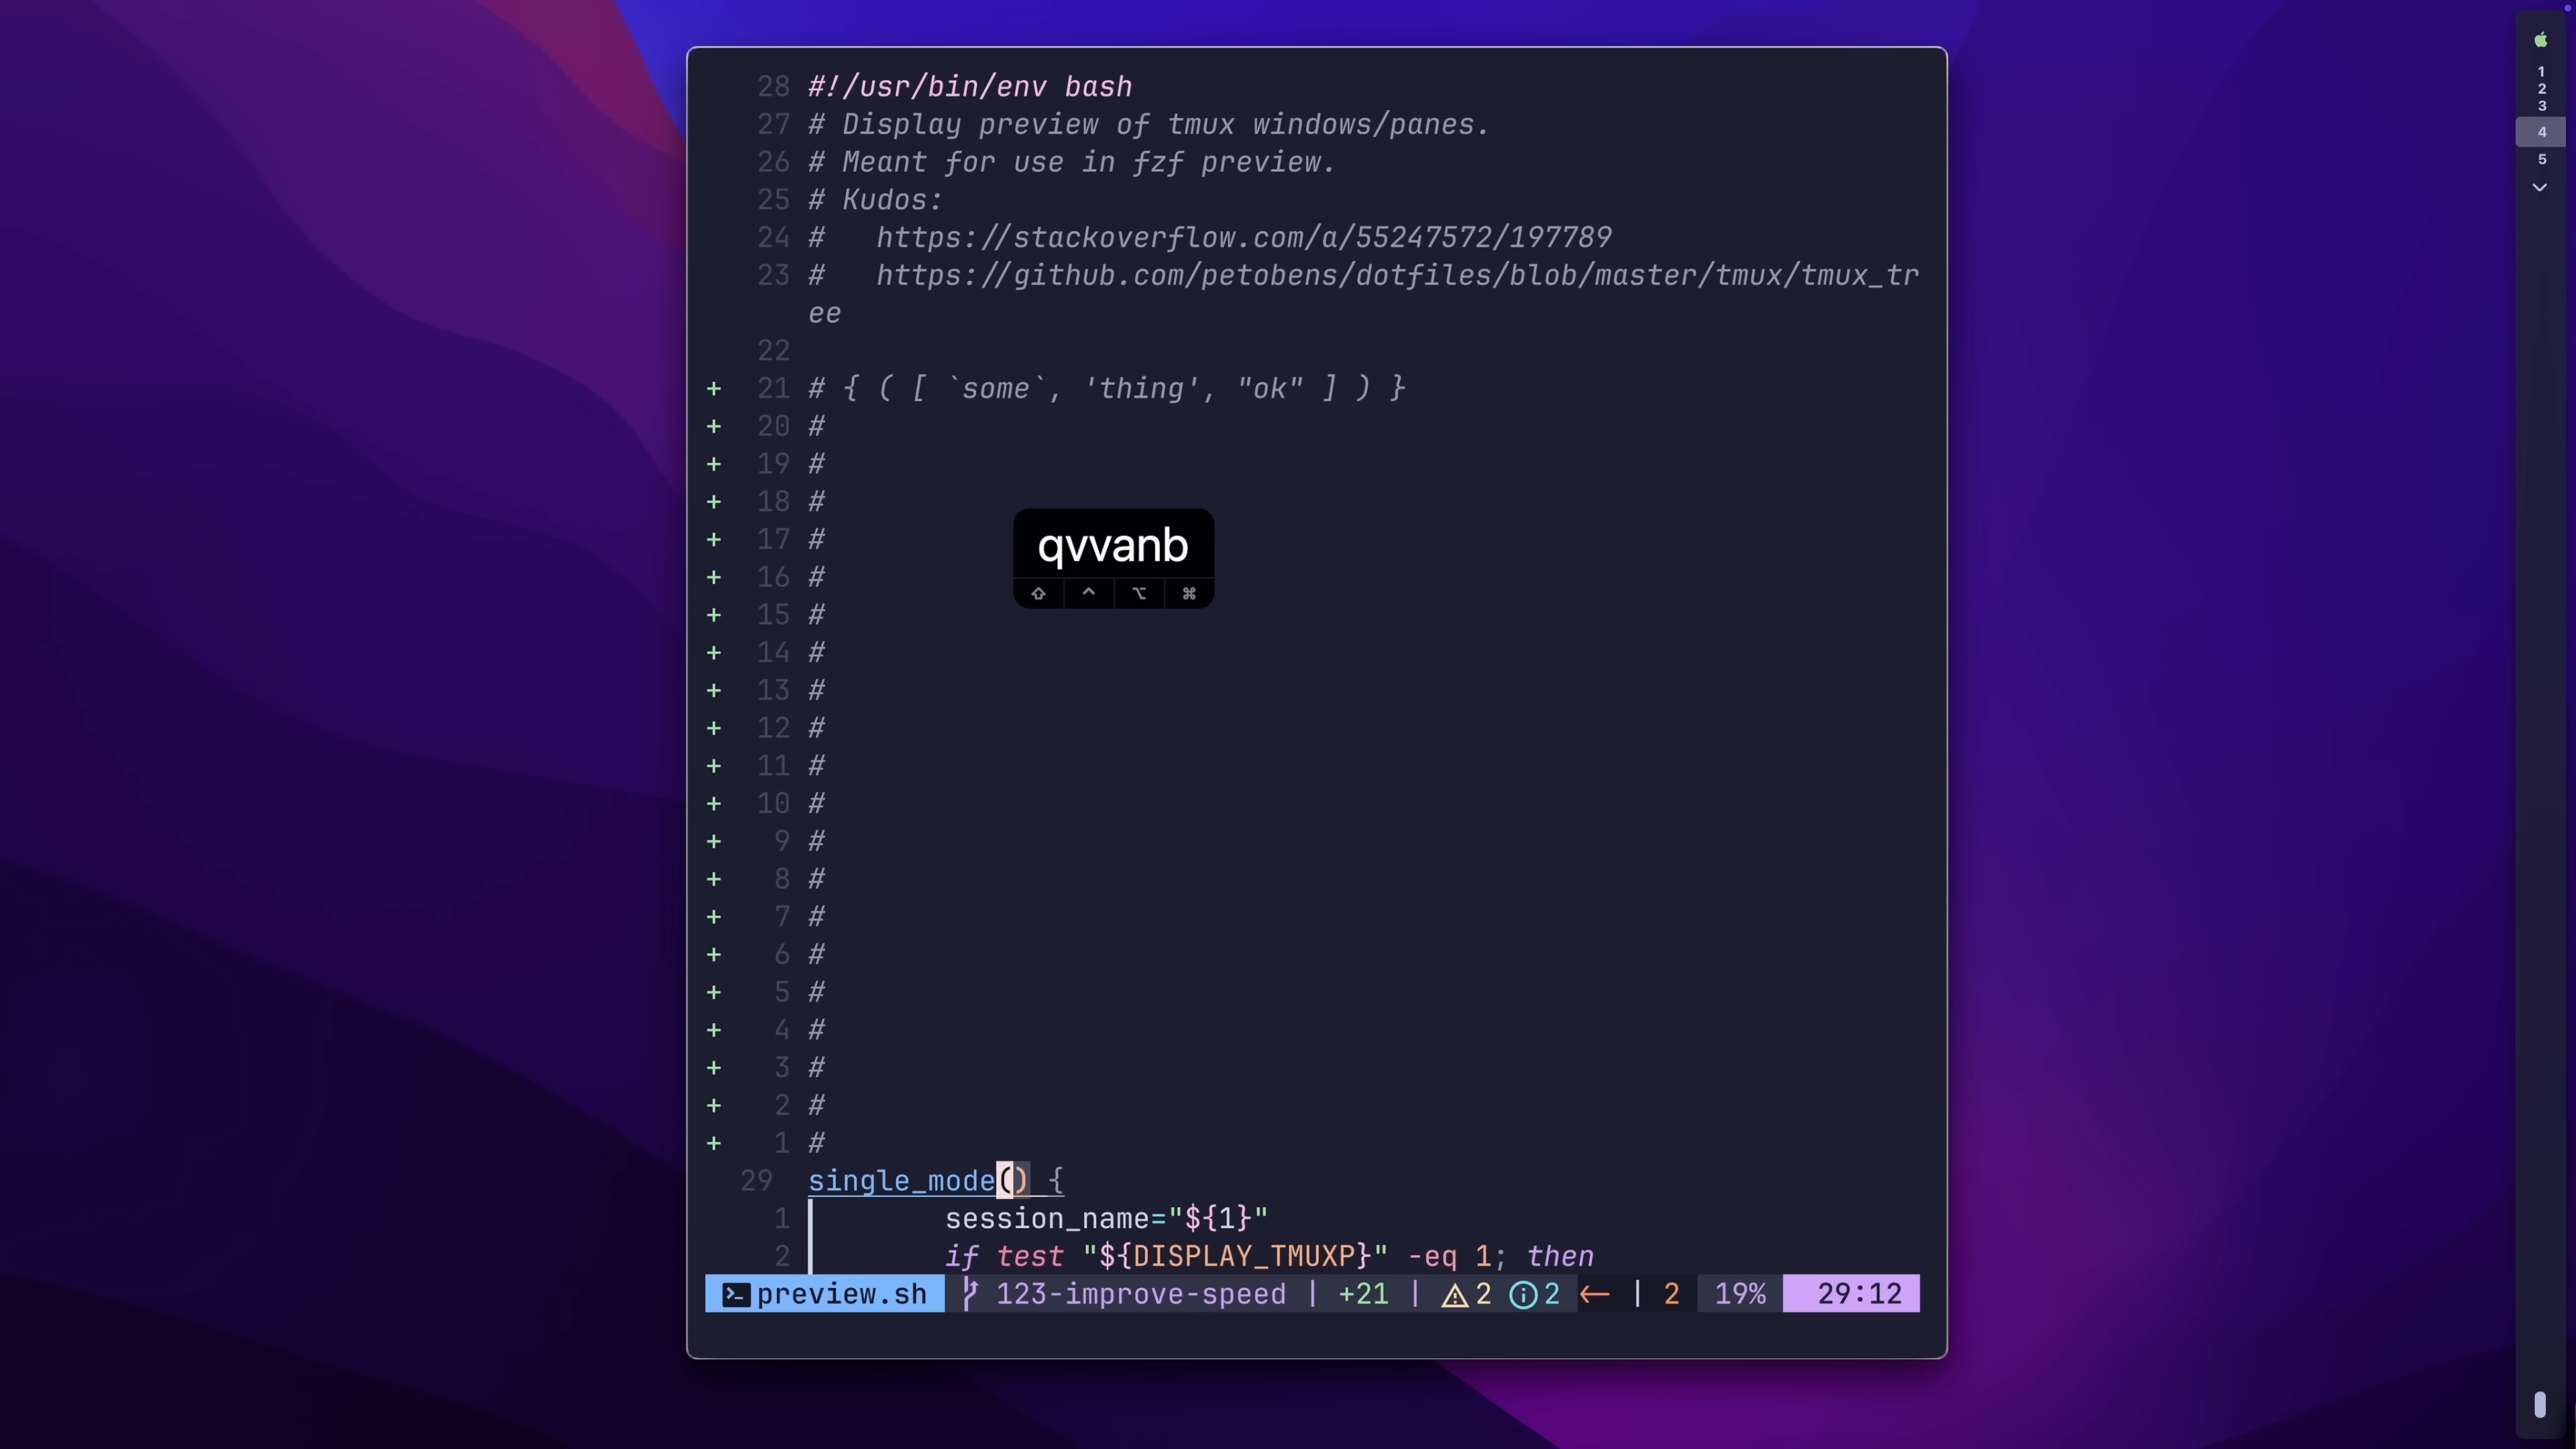 28 #!/usr/bin/env bash
27 # Display preview of tmux windows/panes.
26 # Meant for use in fzf preview.
25 # Kudos:
24 #   https://stackoverflow.com/a/55247572/197789
23 #   https://github.com/petobens/dotfiles/blob/master/tmux/tmux_tr
ee
22
+ 21 # { ( [ `some`, 'thing', "ok" ] ) }
+ 20 #
+ 19 #
+ 18 #
+ 17 #
+ 16 #
+ 15 #
+ 14 #
+ 13 #
+ 12 #
+ 11 #
+ 10 #
+ 9 #
+ 8 #
+ 7 #
+ 6 #
+ 5 #
+ 4 #
+ 3 #
+ 2 #
+ 1 #
29 single_mode() {
1 session_name="${1}"
2 if test "${DISPLAY_TMUXP}" -eq 1; then
preview.sh 123-improve-speed | +21 | 2 2 ← | 2 19% 29:12
qvvanb
⇧ ^ ⌥ ⌘
1
2
3
4
5